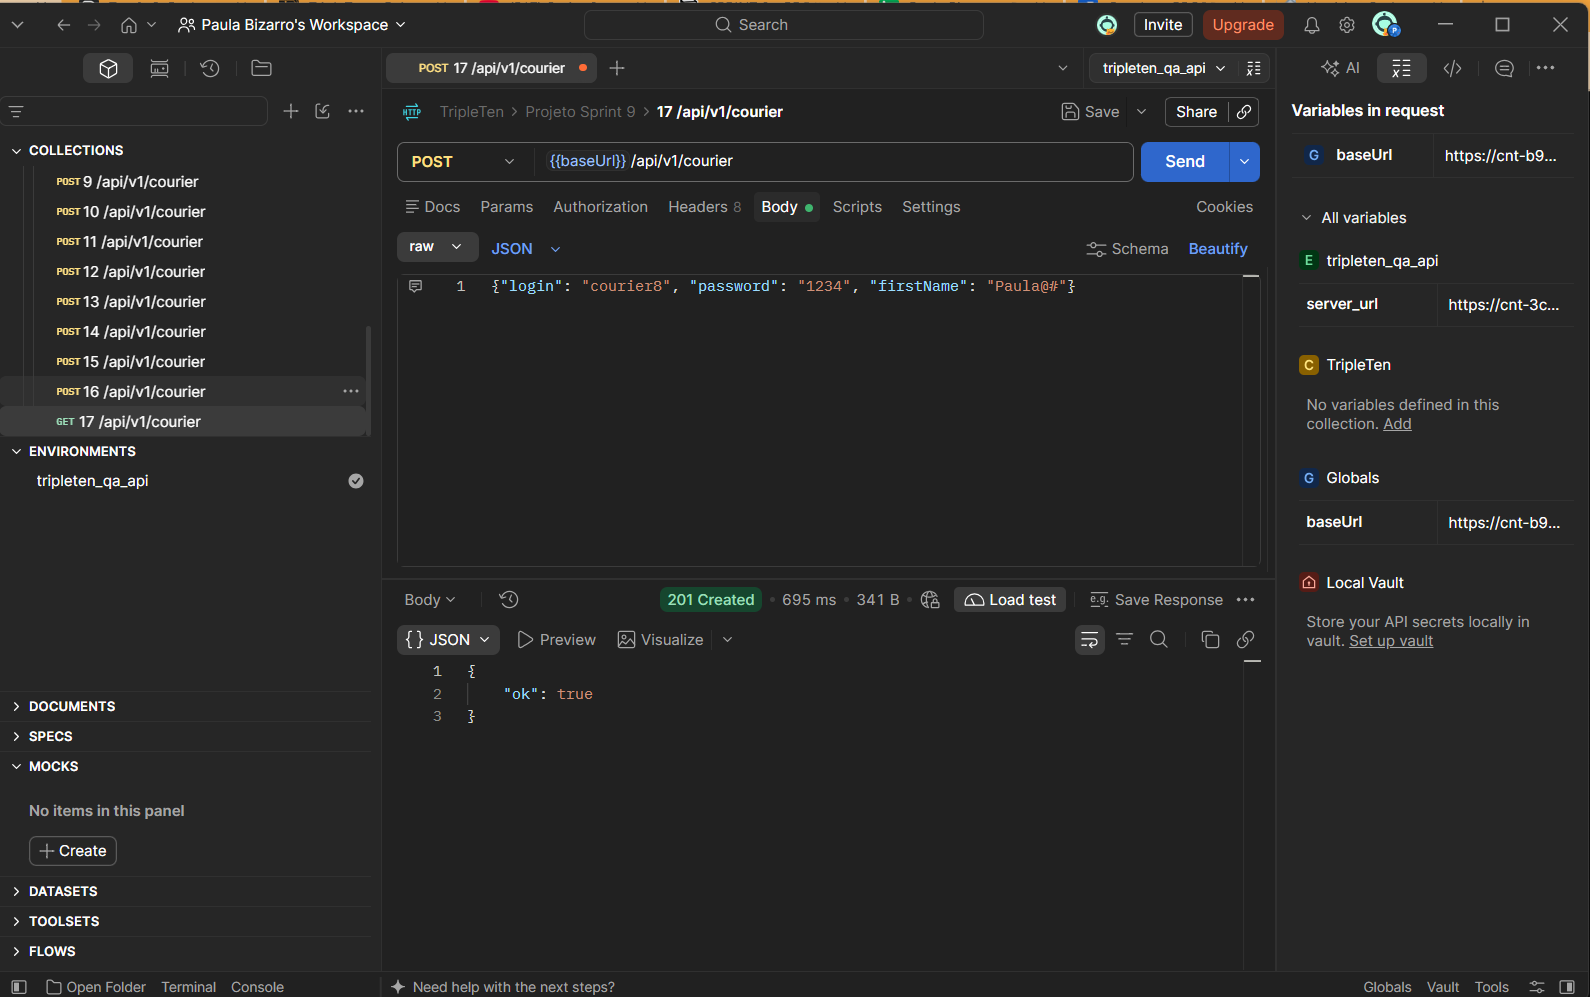 Paula Bizarro's Workspace
Search
Invite
Upgrade
POST 17 /api/v1/courier
tripleten_qa_api
AI
TripleTen > Projeto Sprint 9 > 17 /api/v1/courier
Save
Share
Variables in request
COLLECTIONS
POST 9 /api/v1/courier
POST 10 /api/v1/courier
POST 11 /api/v1/courier
POST 12 /api/v1/courier
POST 13 /api/v1/courier
POST 14 /api/v1/courier
POST 15 /api/v1/courier
POST 16 /api/v1/courier
GET 17 /api/v1/courier
ENVIRONMENTS
tripleten_qa_api
DOCUMENTS
SPECS
MOCKS
No items in this panel
Create
DATASETS
TOOLSETS
FLOWS
HTTP
POST
{{baseUrl}} /api/v1/courier
Send
Docs
Params
Authorization
Headers 8
Body
Scripts
Settings
Cookies
raw
JSON
Schema
Beautify
1 {"login": "courier8", "password": "1234", "firstName": "Paula@#"}
Body
201 Created
695 ms
341 B
Load test
e.g. Save Response
{} JSON
Preview
Visualize
1 {
2 "ok": true
3 }
G baseUrl https://cnt-b9...
All variables
E tripleten_qa_api
server_url https://cnt-3c...
C TripleTen
No variables defined in this
collection. Add
G Globals
baseUrl https://cnt-b9...
Local Vault
Store your API secrets locally in
vault. Set up vault
Open Folder
Terminal
Console
Need help with the next steps?
Globals
Vault
Tools